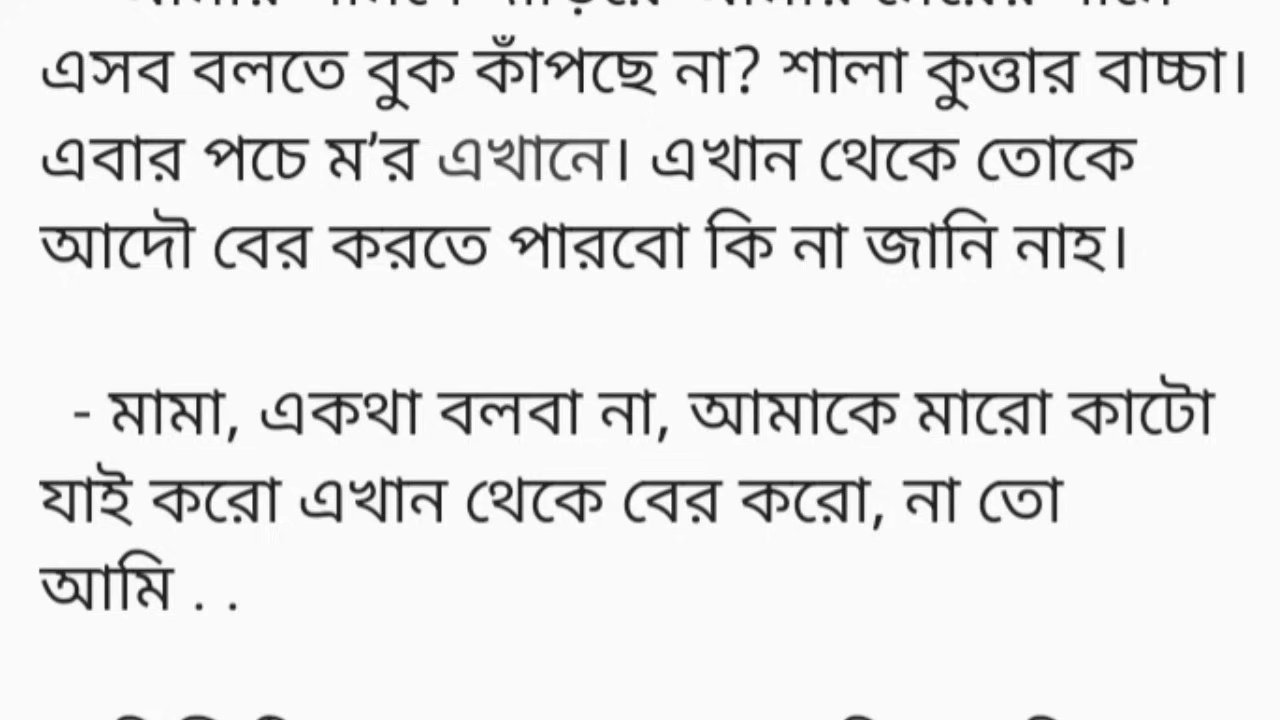 এসব বলতে বুক কাঁপছে না? শালা কুত্তার বাচ্চা।
এবার পচে ম'র এখানে। এখান থেকে তোকে
আদৌ বের করতে পারবো কি না জানি নাহ।
- মামা, একথা বলবা না, আমাকে মারো কাটো
যাই করো এখান থেকে বের করো, না তো
আমি . .